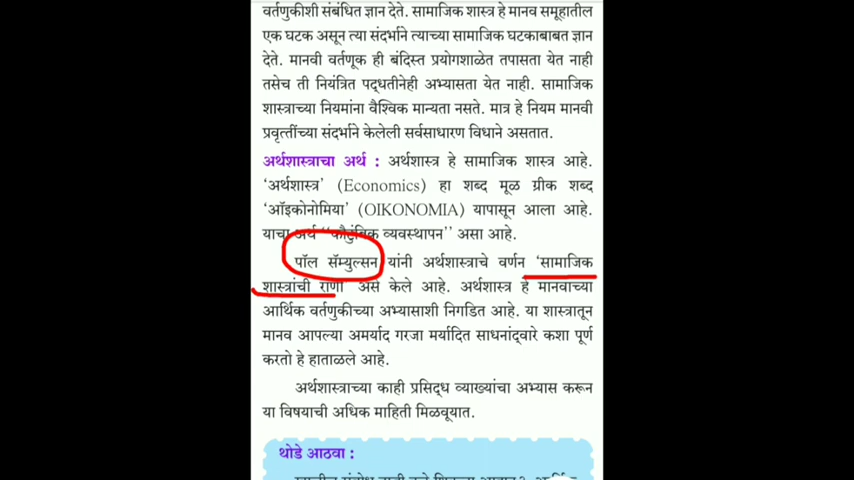 वर्तणुकीशी संबंधित ज्ञान देते. सामाजिक शास्त्र हे मानव समूहातील
एक घटक असून त्या संदर्भाने त्याच्या सामाजिक घटकाबाबत ज्ञान
देते. मानवी वर्तणूक ही बंदिस्त प्रयोगशाळेत तपासता येत नाही
तसेच ती नियंत्रित पद्धतीनेही अभ्यासता येत नाही. सामाजिक
शास्त्राच्या नियमांना वैश्विक मान्यता नसते. मात्र हे नियम मानवी
प्रवृत्तींच्या संदर्भाने केलेली सर्वसाधारण विधाने असतात.
अर्थशास्त्राचा अर्थ : अर्थशास्त्र हे सामाजिक शास्त्र आहे.
‘अर्थशास्त्र’ (Economics) हा शब्द मूळ ग्रीक शब्द
‘ऑइकोनोमिया’ (OIKONOMIA) यापासून आला आहे.
याचा अर्थ ‘‘कौटुंबिक व्यवस्थापन’’ असा आहे.
पॉल सॅम्युल्सन यांनी अर्थशास्त्राचे वर्णन ‘सामाजिक
शास्त्रांची राणी’ असे केले आहे. अर्थशास्त्र हे मानवाच्या
आर्थिक वर्तणुकीच्या अभ्यासाशी निगडित आहे. या शास्त्रातून
मानव आपल्या अमर्याद गरजा मर्यादित साधनांद्वारे कशा पूर्ण
करतो हे हाताळले आहे.
अर्थशास्त्राच्या काही प्रसिद्ध व्याख्यांचा अभ्यास करून
या विषयाची अधिक माहिती मिळवूयात.
थोडे आठवा :